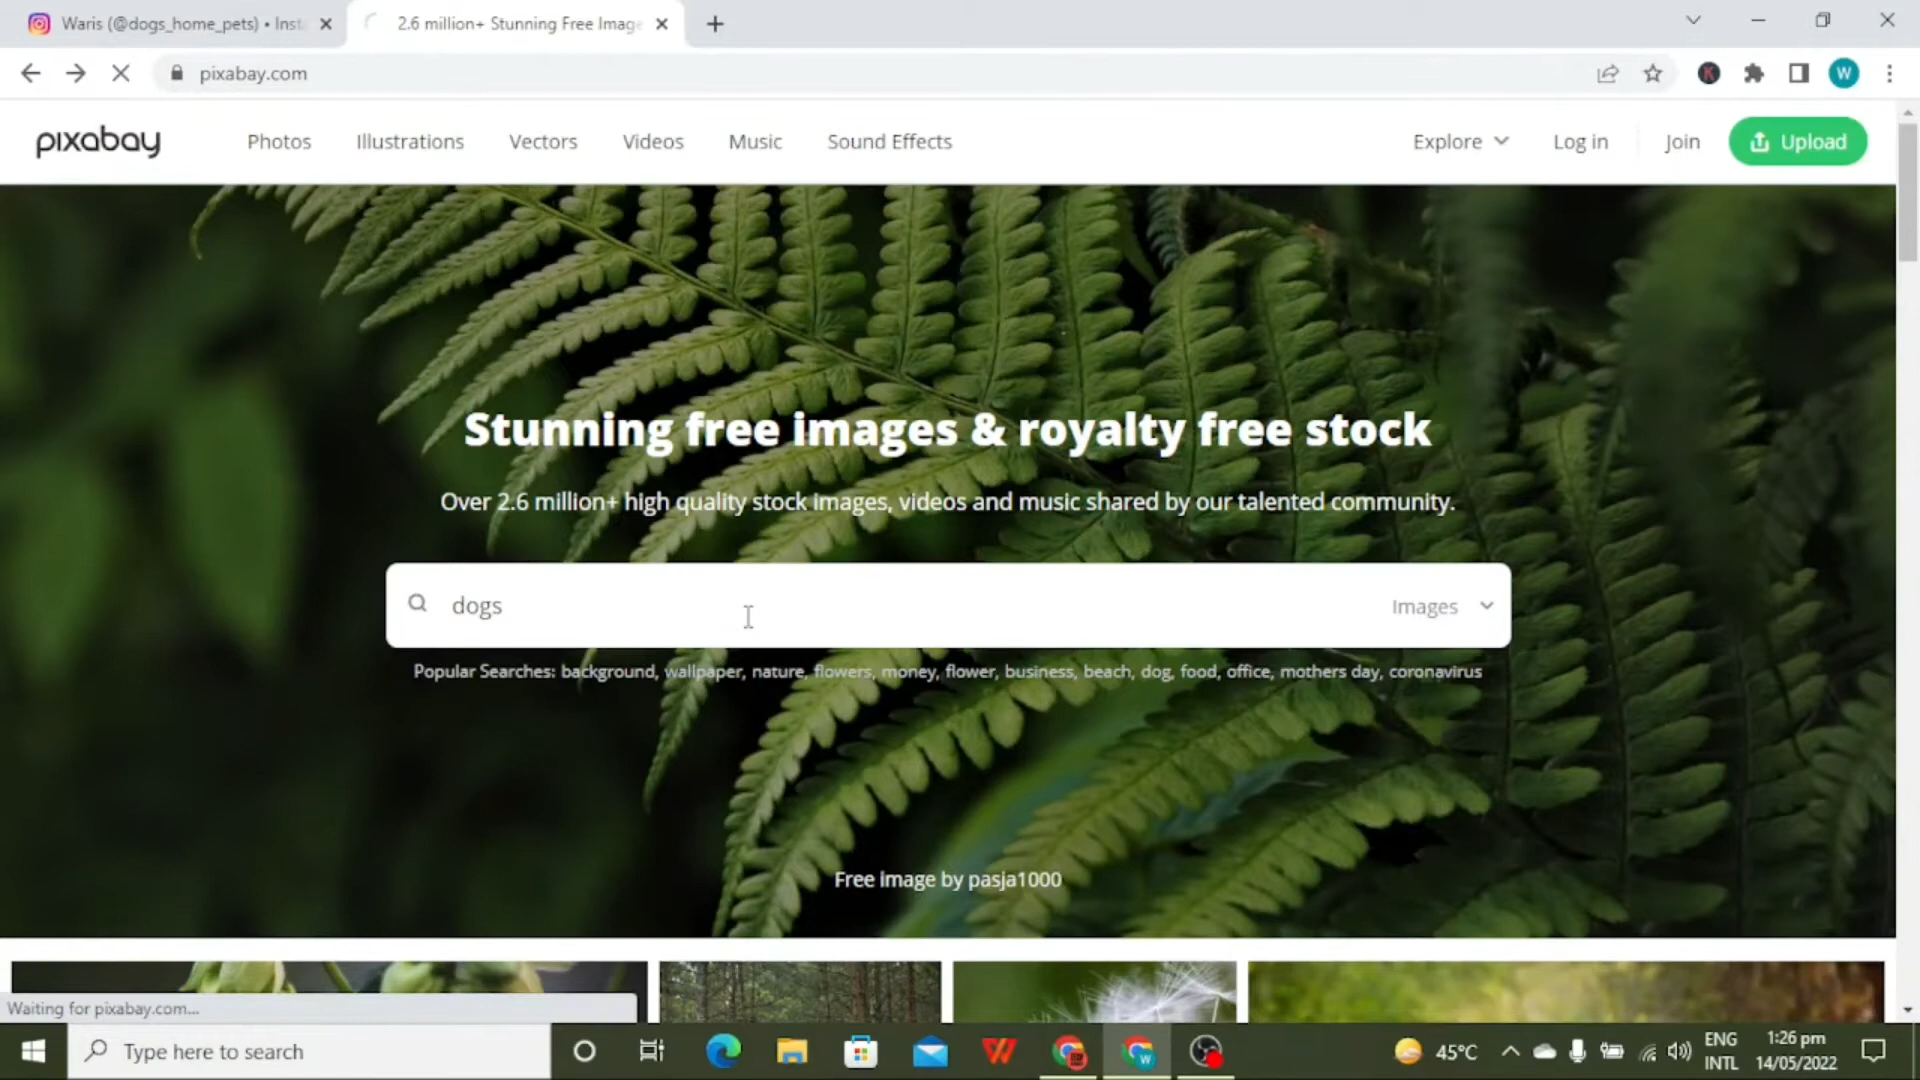 Waris (@dogs_home_pets) • Inst
2.6 million+ Stunning Free Image
pixabay.com
W
pixabay
Photos
Illustrations
Vectors
Videos
Music
Sound Effects
Explore
Log in
Join
Upload
Stunning free images & royalty free stock
Over 2.6 million+ high quality stock images, videos and music shared by our talented community.
dogs
Images
Popular Searches: background, wallpaper, nature, flowers, money, flower, business, beach, dog, food, office, mothers day, coronavirus
Free image by pasja1000
Waiting for pixabay.com...
Type here to search
45°C
ENG
INTL
1:26 pm
14/05/2022